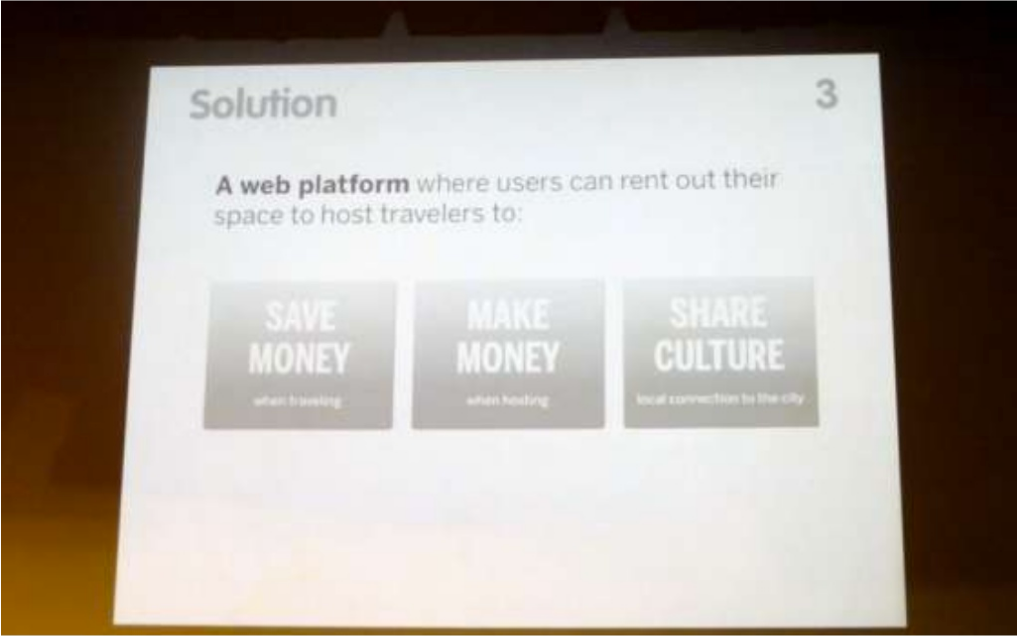 Solution
3
A web platform where users can rent out their
space to host travelers to:
SAVE
MONEY
when traveling
MAKE
MONEY
when hosting
SHARE
CULTURE
local connection to the city